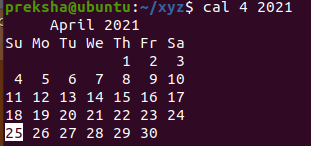 preksha@ubuntu:~/xyz$ cal 4 2021
     April 2021
Su Mo Tu We Th Fr Sa
             1  2  3
 4  5  6  7  8  9 10
11 12 13 14 15 16 17
18 19 20 21 22 23 24
25 26 27 28 29 30